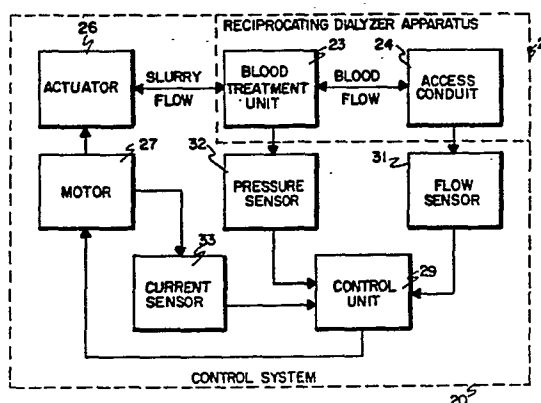 RECIPROCATING DIALYZER APPARATUS
26
23
24
ACTUATOR
SLURRY
FLOW
BLOOD
TREATMENT
UNIT
BLOOD
FLOW
ACCESS
CONDUIT
27
32
31
MOTOR
PRESSURE
SENSOR
FLOW
SENSOR
33
CURRENT
SENSOR
29
CONTROL
UNIT
CONTROL SYSTEM
20